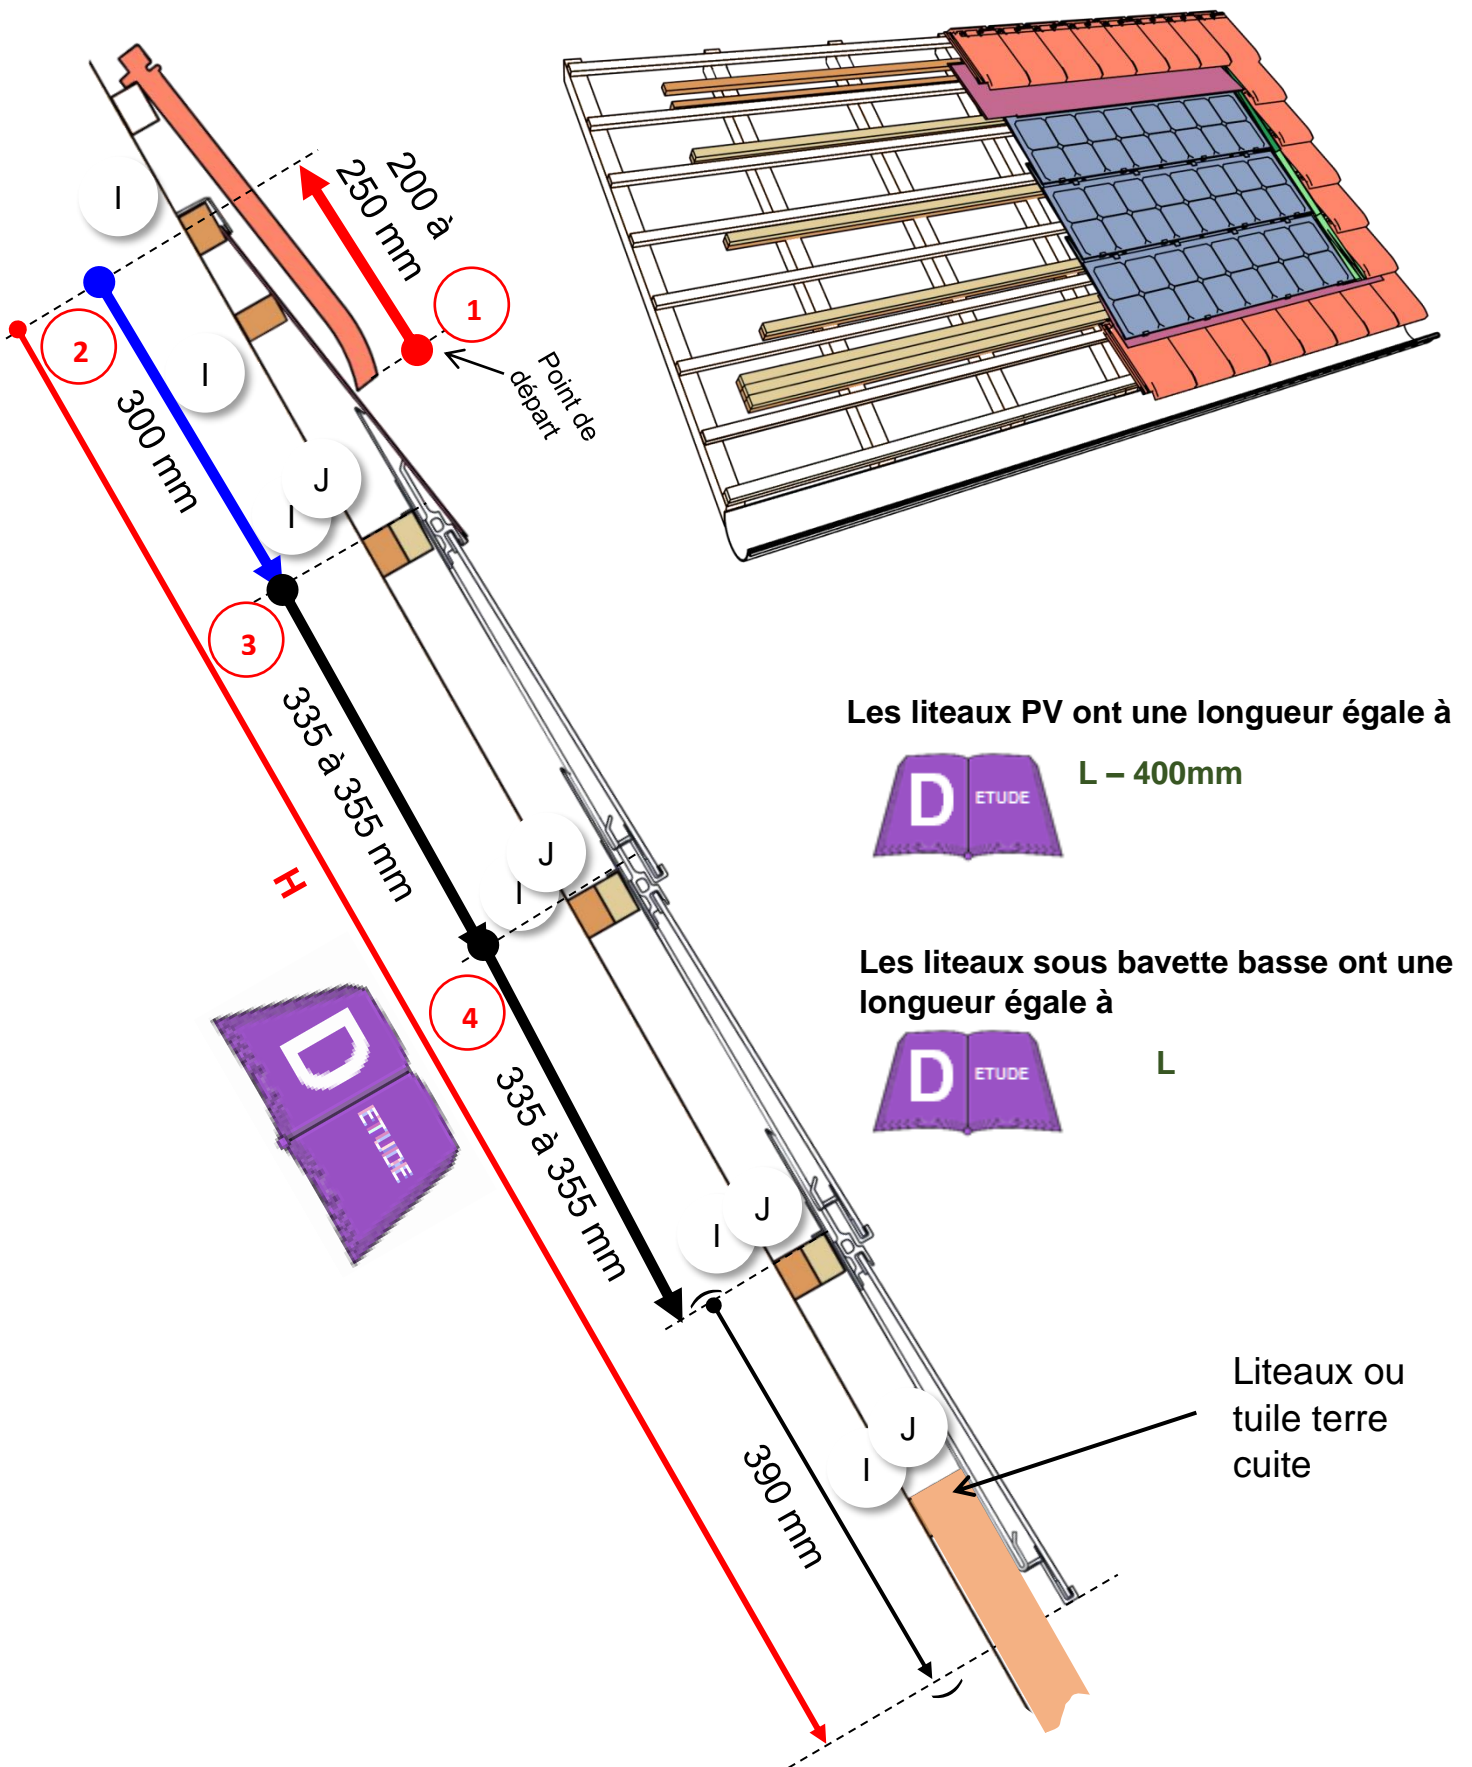 I
200 à
250 mm
1
Point de
départ
2
I
300 mm
J
I
3
335 à 355 mm
H
J
I
4
D
ETUDE
335 à 355 mm
J
I
390 mm
J
I
Les liteaux PV ont une longueur égale à
D ETUDE
L – 400mm
Les liteaux sous bavette basse ont une
longueur égale à
D ETUDE
L
Liteaux ou
tuile terre
cuite